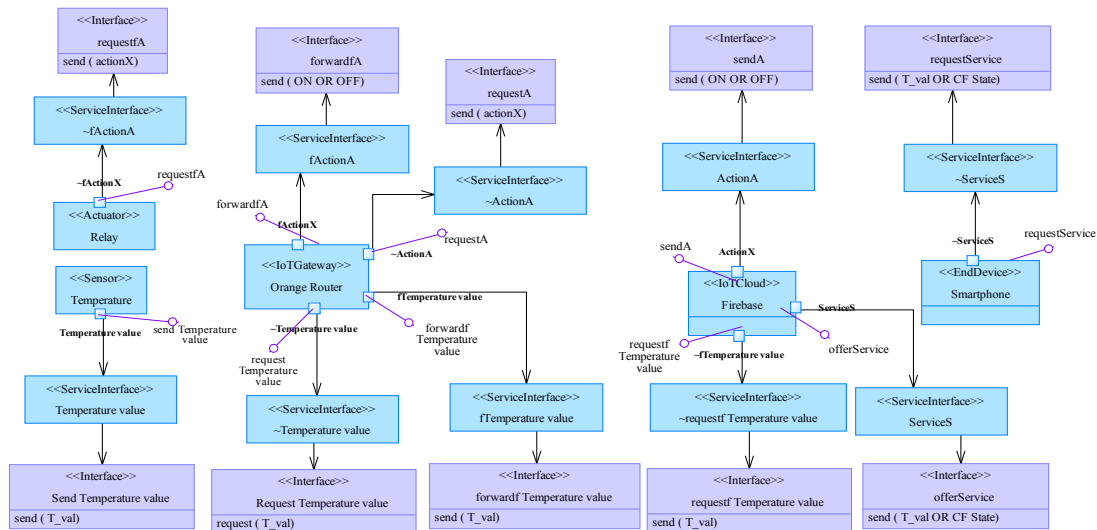 <<Interface>>
requestfA
send ( actionX)
<<ServiceInterface>>
~fActionA
~fActionX
requestfA
<<Actuator>>
Relay
<<Sensor>>
Temperature
Temperature value
send Temperature
value
<<ServiceInterface>>
Temperature value
<<Interface>>
Send Temperature value
send ( T_val)
<<Interface>>
forwardfA
send ( ON OR OFF)
<<ServiceInterface>>
fActionA
forwardfA
fActionX
<<Interface>>
requestA
send ( actionX)
<<ServiceInterface>>
~ActionA
requestA
~ActionA
<<IoTGateway>>
Orange Router
fTemperature value
~Temperature value
request
Temperature
value
forwardf
Temperature
value
<<ServiceInterface>>
~Temperature value
<<Interface>>
Request Temperature value
request ( T_val)
<<ServiceInterface>>
fTemperature value
<<Interface>>
forwardf Temperature value
send ( T_val)
<<Interface>>
sendA
send ( ON OR OFF)
<<ServiceInterface>>
ActionA
sendA
ActionX
<<IoTCloud>>
Firebase
ServiceS
requestf
Temperature
value
~fTemperature value
offerService
<<ServiceInterface>>
~requestf Temperature value
<<Interface>>
requestf Temperature value
send ( T_val)
<<Interface>>
requestService
send ( T_val OR CF State)
<<ServiceInterface>>
~ServiceS
~ServiceS
requestService
<<EndDevice>>
Smartphone
<<ServiceInterface>>
ServiceS
<<Interface>>
offerService
send ( T_val OR CF State)